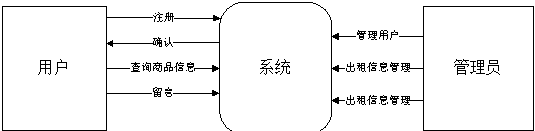 用户
注册
确认
查询商品信息
留言
系统
管理用户
出租信息管理
出租信息管理
管理员